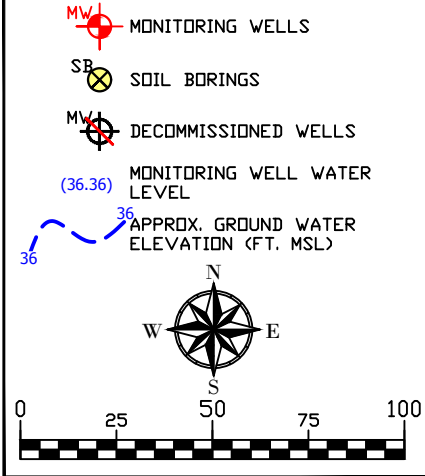 MW MONITORING WELLS
SB SOIL BORINGS
MW DECOMMISSIONED WELLS
(36.36) MONITORING WELL WATER
LEVEL
36 APPROX. GROUND WATER
36 ELEVATION (FT. MSL)
N
W E
S
0 25 50 75 100